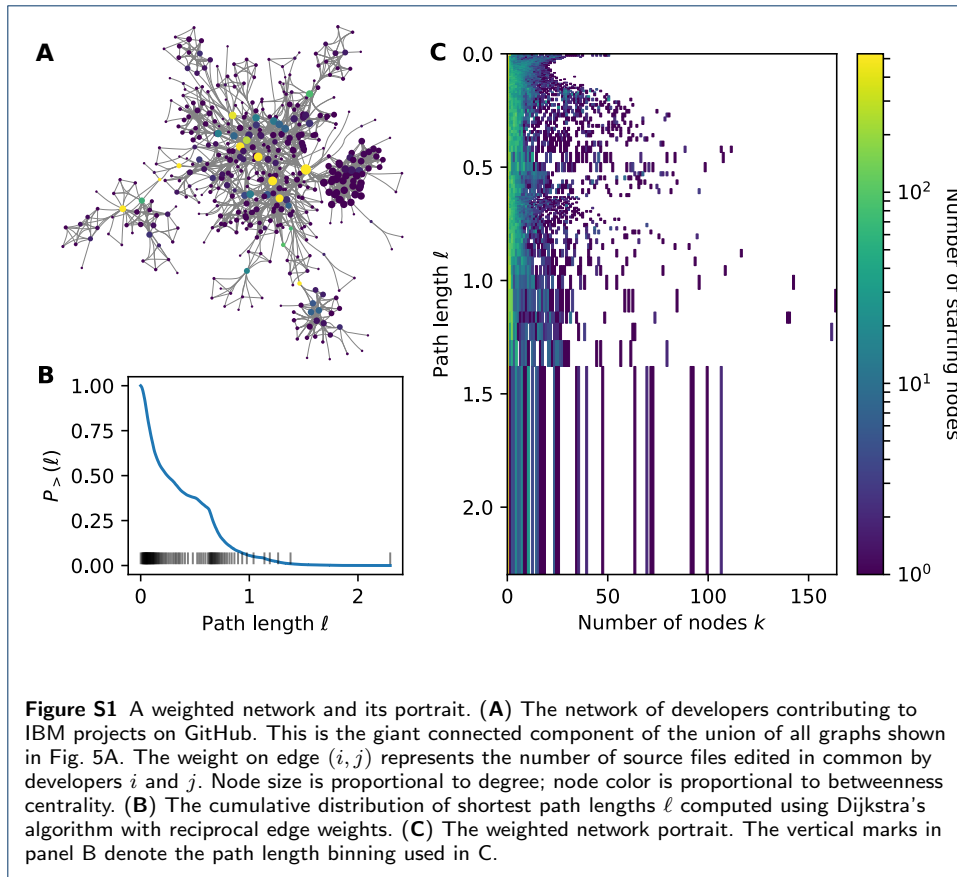 A
B
1.00
0.75
0.50
0.25
0.00
P>(ℓ)
0
1
2
Path length ℓ
C
0.0
0.5
1.0
1.5
2.0
Path length ℓ
0
50
100
150
Number of nodes k
10²
10¹
10⁰
Number of starting nodes
Figure S1 A weighted network and its portrait. (A) The network of developers contributing to
IBM projects on GitHub. This is the giant connected component of the union of all graphs shown
in Fig. 5A. The weight on edge (i, j) represents the number of source files edited in common by
developers i and j. Node size is proportional to degree; node color is proportional to betweenness
centrality. (B) The cumulative distribution of shortest path lengths ℓ computed using Dijkstra's
algorithm with reciprocal edge weights. (C) The weighted network portrait. The vertical marks in
panel B denote the path length binning used in C.